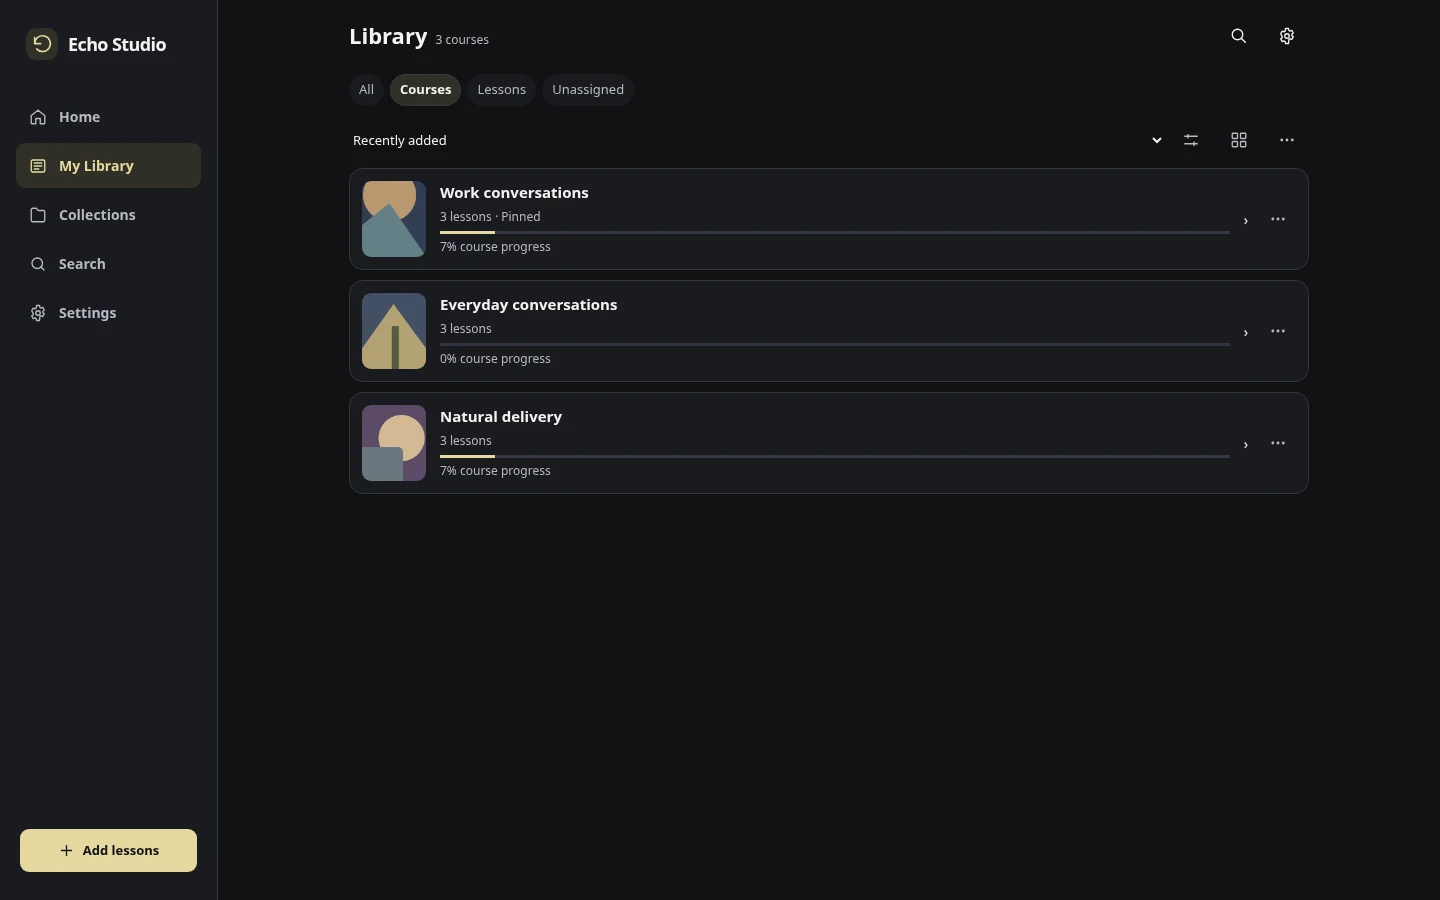 Echo Studio
Home
My Library
Collections
Search
Settings
Add lessons
Library 3 courses
All Courses Lessons Unassigned
Recently added
Work conversations
3 lessons · Pinned
7% course progress
Everyday conversations
3 lessons
0% course progress
Natural delivery
3 lessons
7% course progress